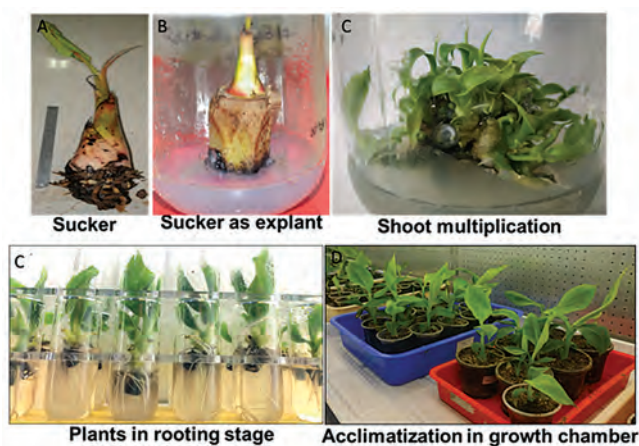 A
B
C
Sucker
Sucker as explant
Shoot multiplication
C
D
Plants in rooting stage
Acclimatization in growth chamber